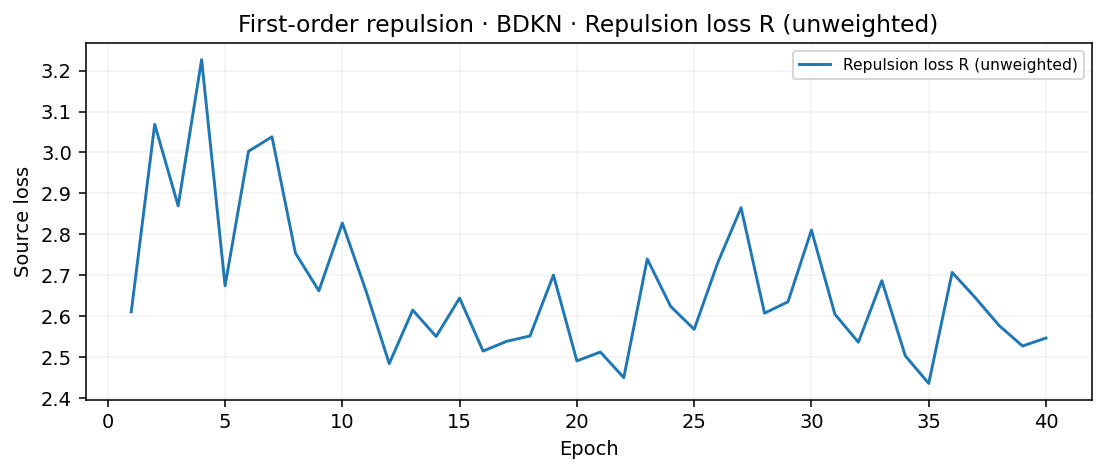 First-order repulsion · BDKN · Repulsion loss R (unweighted)
Repulsion loss R (unweighted)
Source loss
3.2
3.1
3.0
2.9
2.8
2.7
2.6
2.5
2.4
0 5 10 15 20 25 30 35 40
Epoch